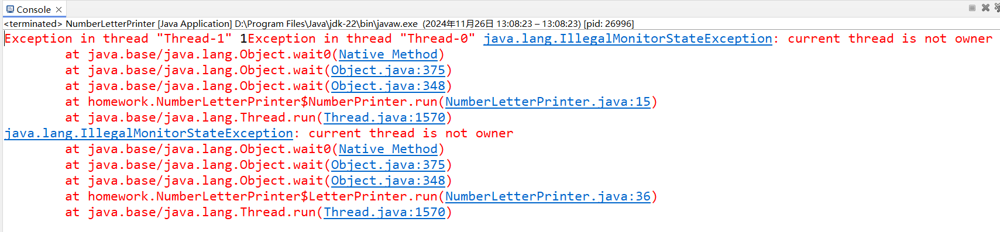 Console
<terminated> NumberLetterPrinter [Java Application] D:\Program Files\Java\jdk-22\bin\javaw.exe  (2024年11月26日 13:08:23 – 13:08:23) [pid: 26996]
Exception in thread "Thread-1" 1Exception in thread "Thread-0" java.lang.IllegalMonitorStateException: current thread is not owner
	at java.base/java.lang.Object.wait0(Native Method)
	at java.base/java.lang.Object.wait(Object.java:375)
	at java.base/java.lang.Object.wait(Object.java:348)
	at homework.NumberLetterPrinter$NumberPrinter.run(NumberLetterPrinter.java:15)
	at java.base/java.lang.Thread.run(Thread.java:1570)
java.lang.IllegalMonitorStateException: current thread is not owner
	at java.base/java.lang.Object.wait0(Native Method)
	at java.base/java.lang.Object.wait(Object.java:375)
	at java.base/java.lang.Object.wait(Object.java:348)
	at homework.NumberLetterPrinter$LetterPrinter.run(NumberLetterPrinter.java:36)
	at java.base/java.lang.Thread.run(Thread.java:1570)